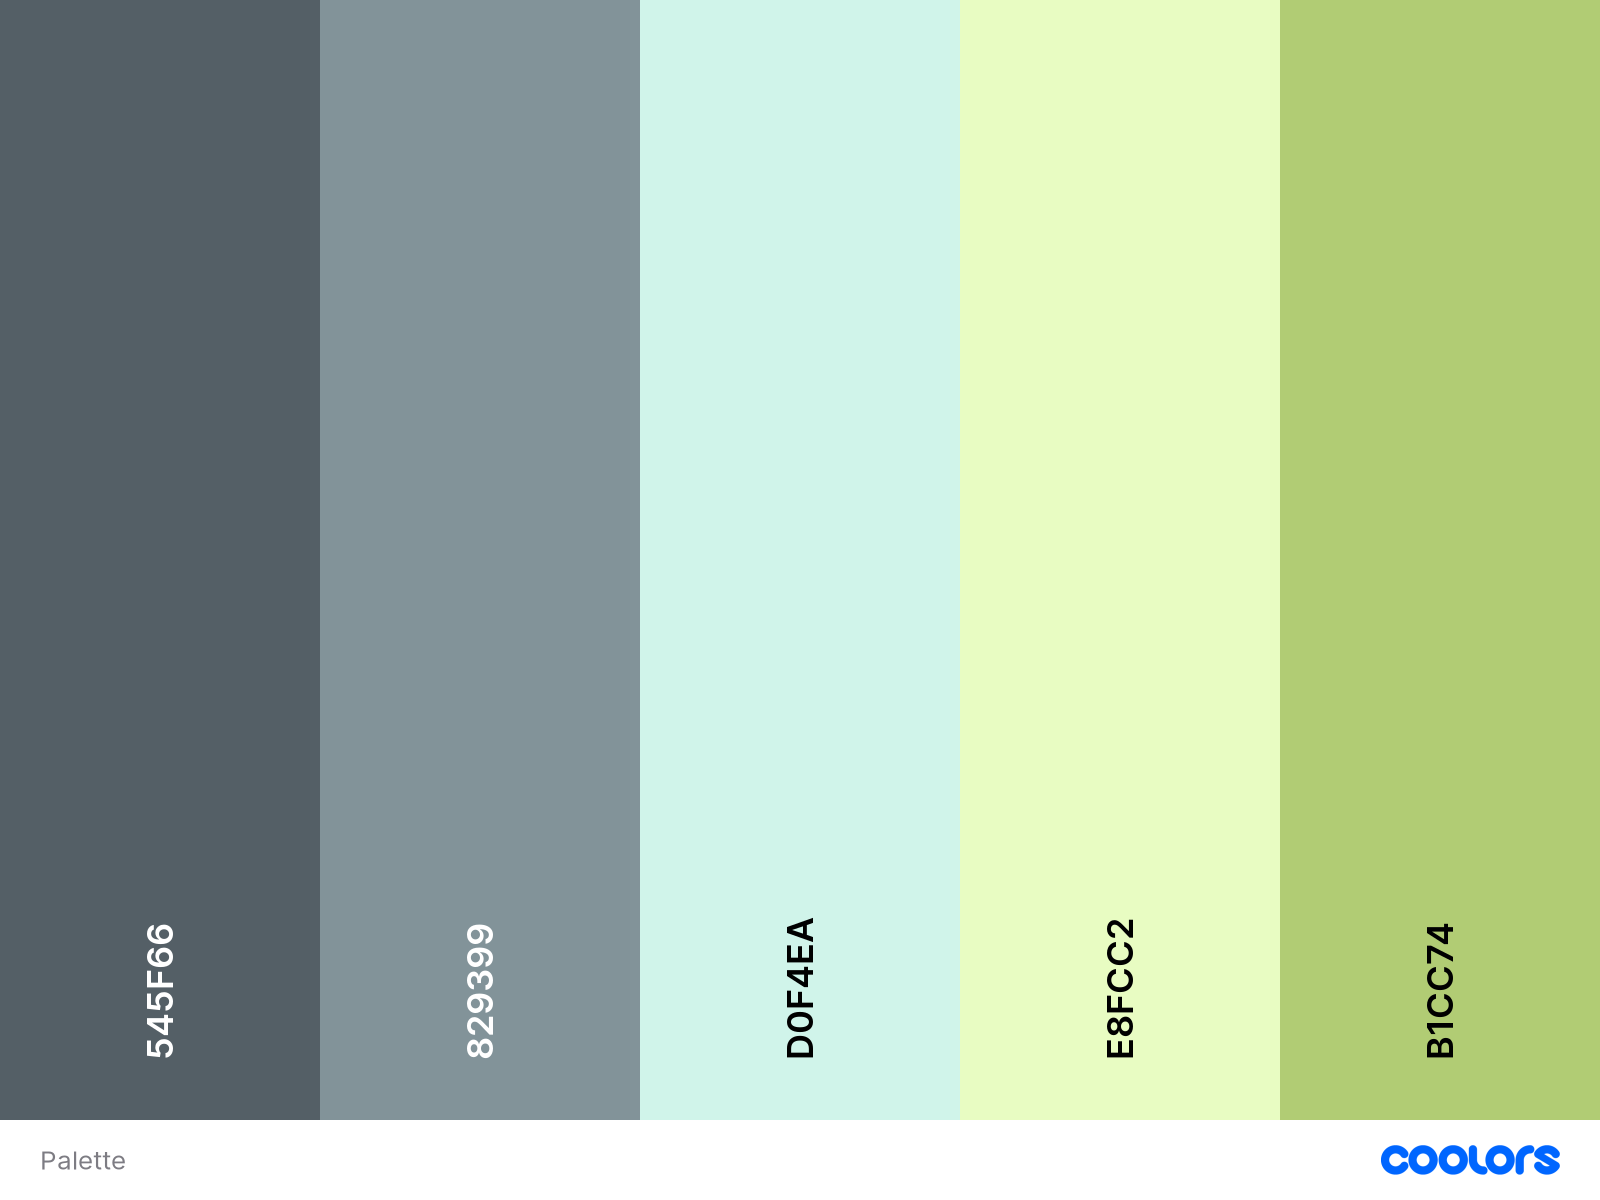 545F66
829399
D0F4EA
E8FCC2
B1CC74
Palette
coolors